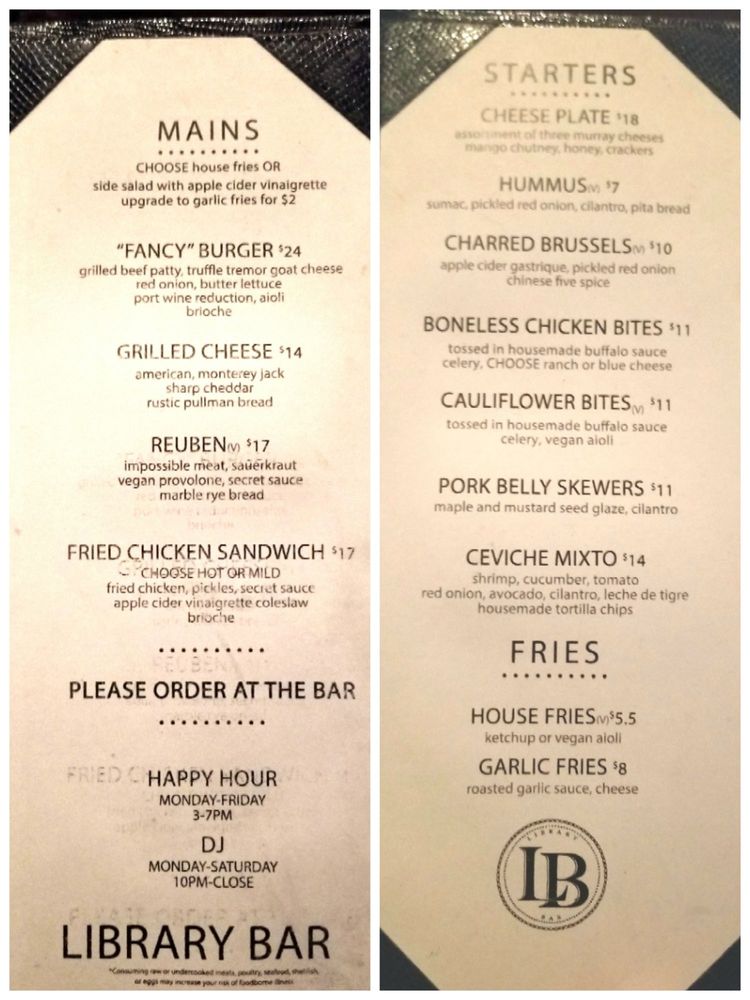 MAINS
CHOOSE house fries OR
side salad with apple cider vinaigrette
upgrade to garlic fries for $2
“FANCY” BURGER $24
grilled beef patty, truffle tremor goat cheese
red onion, butter lettuce
port wine reduction, aioli
brioche
GRILLED CHEESE $14
american, monterey jack
sharp cheddar
rustic pullman bread
REUBEN(V) $17
impossible meat, sauerkraut
vegan provolone, secret sauce
marble rye bread
FRIED CHICKEN SANDWICH $17
CHOOSE HOT OR MILD
fried chicken, pickles, secret sauce
apple cider vinaigrette coleslaw
brioche
PLEASE ORDER AT THE BAR
HAPPY HOUR
MONDAY-FRIDAY
3-7PM
DJ
MONDAY-SATURDAY
10PM-CLOSE
LIBRARY BAR
*Consuming raw or undercooked meats, poultry, seafood, shellfish,
or eggs may increase your risk of foodborne illness
STARTERS
CHEESE PLATE $18
assortment of three murray cheeses
mango chutney, honey, crackers
HUMMUS(V) $7
sumac, pickled red onion, cilantro, pita bread
CHARRED BRUSSELS(V) $10
apple cider gastrique, pickled red onion
chinese five spice
BONELESS CHICKEN BITES $11
tossed in housemade buffalo sauce
celery, CHOOSE ranch or blue cheese
CAULIFLOWER BITES(V) $11
tossed in housemade buffalo sauce
celery, vegan aioli
PORK BELLY SKEWERS $11
maple and mustard seed glaze, cilantro
CEVICHE MIXTO $14
shrimp, cucumber, tomato
red onion, avocado, cilantro, leche de tigre
housemade tortilla chips
FRIES
HOUSE FRIES(V)$5.5
ketchup or vegan aioli
GARLIC FRIES $8
roasted garlic sauce, cheese
LIBRARY
LB
BAR